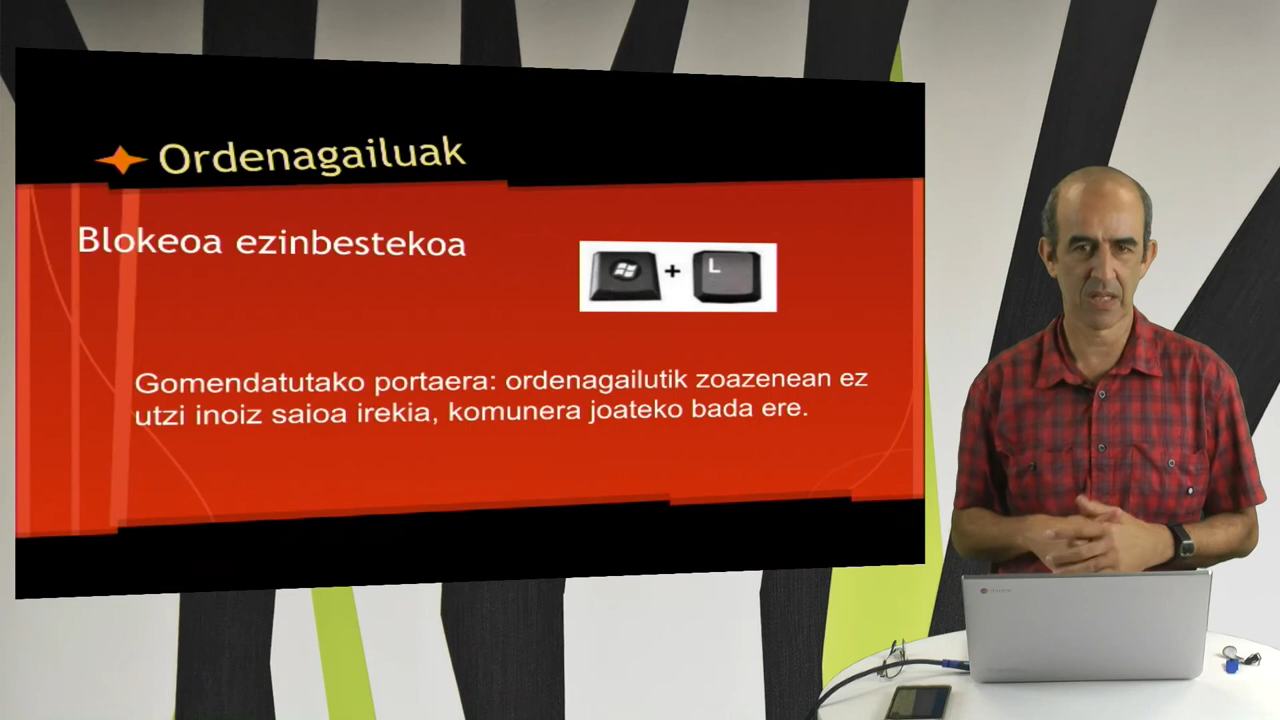 Ordenagailuak
Blokeoa ezinbestekoa
+ L
Gomendatutako portaera: ordenagailutik zoazenean ez
utzi inoiz saioa irekia, komunera joateko bada ere.